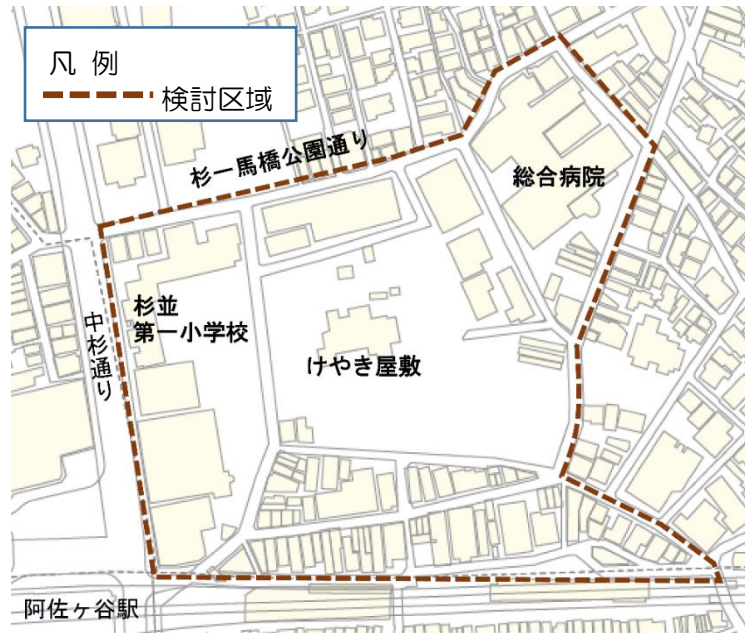 凡 例
検討区域
杉一馬橋公園通り
総合病院
杉並
第一小学校
中杉通り
けやき屋敷
阿佐ヶ谷駅